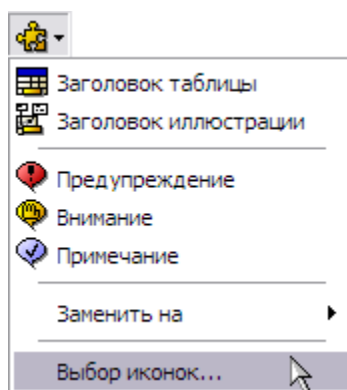 Заголовок таблицы
Заголовок иллюстрации
Предупреждение
Внимание
Примечание
Заменить на
Выбор иконок...